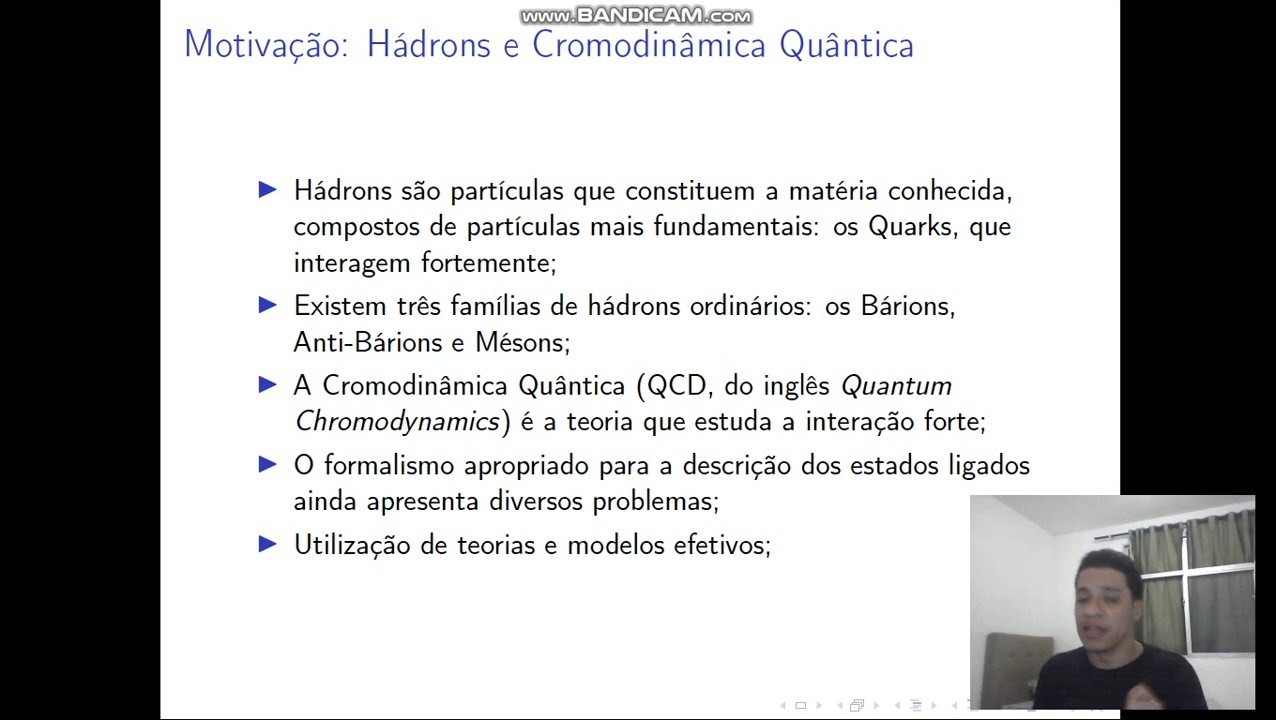 www.BANDICAM.com
Motivação: Hádrons e Cromodinâmica Quântica
Hádrons são partículas que constituem a matéria conhecida,
compostos de partículas mais fundamentais: os Quarks, que
interagem fortemente;
Existem três famílias de hádrons ordinários: os Bárions,
Anti-Bárions e Mésons;
A Cromodinâmica Quântica (QCD, do inglês Quantum
Chromodynamics) é a teoria que estuda a interação forte;
O formalismo apropriado para a descrição dos estados ligados
ainda apresenta diversos problemas;
Utilização de teorias e modelos efetivos;